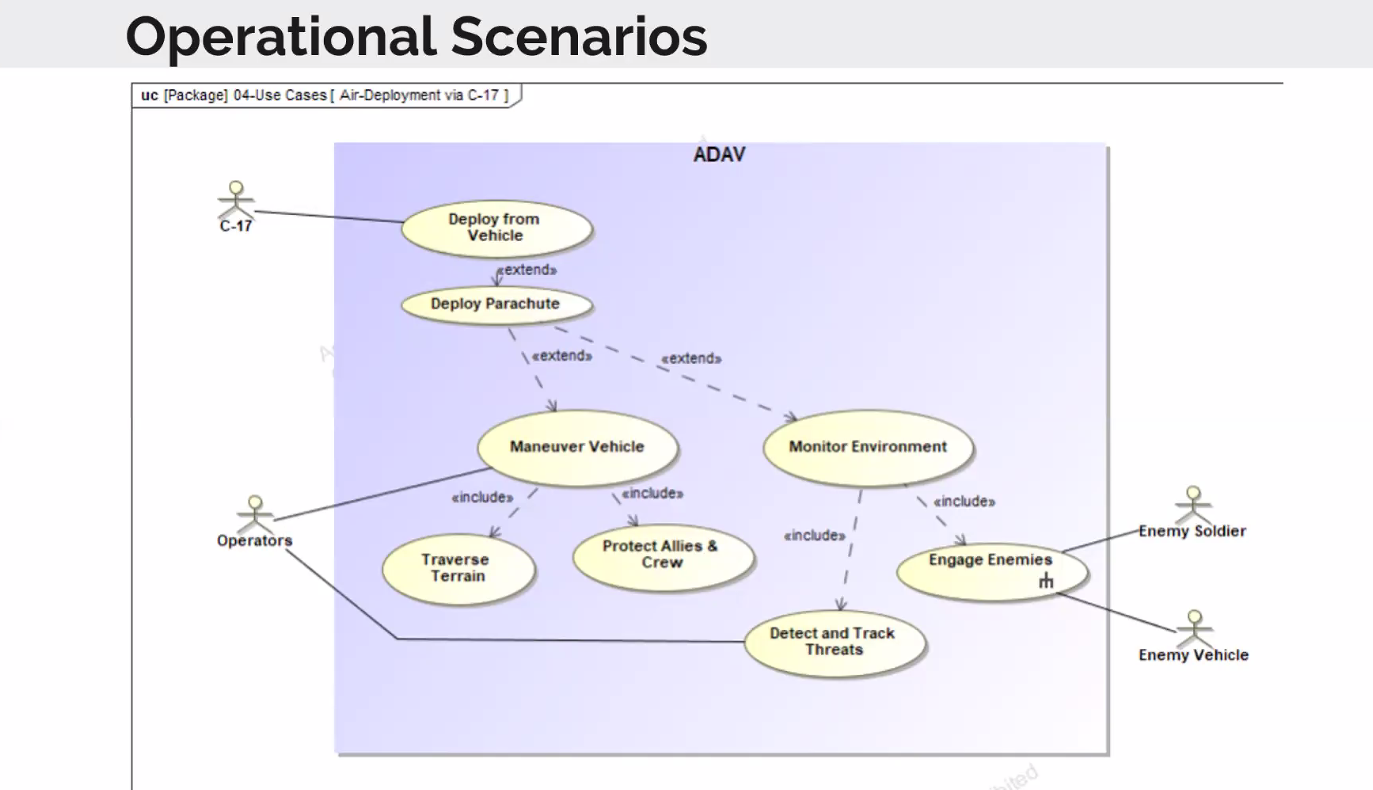 Operational Scenarios
uc [Package] 04-Use Cases [ Air-Deployment via C-17 ]
ADAV
C-17
Deploy from
Vehicle
«extend»
Deploy Parachute
«extend»
«extend»
Maneuver Vehicle
Monitor Environment
«include»
«include»
«include»
«include»
Operators
Enemy Soldier
Traverse
Terrain
Protect Allies &
Crew
Engage Enemies
Detect and Track
Threats
Enemy Vehicle